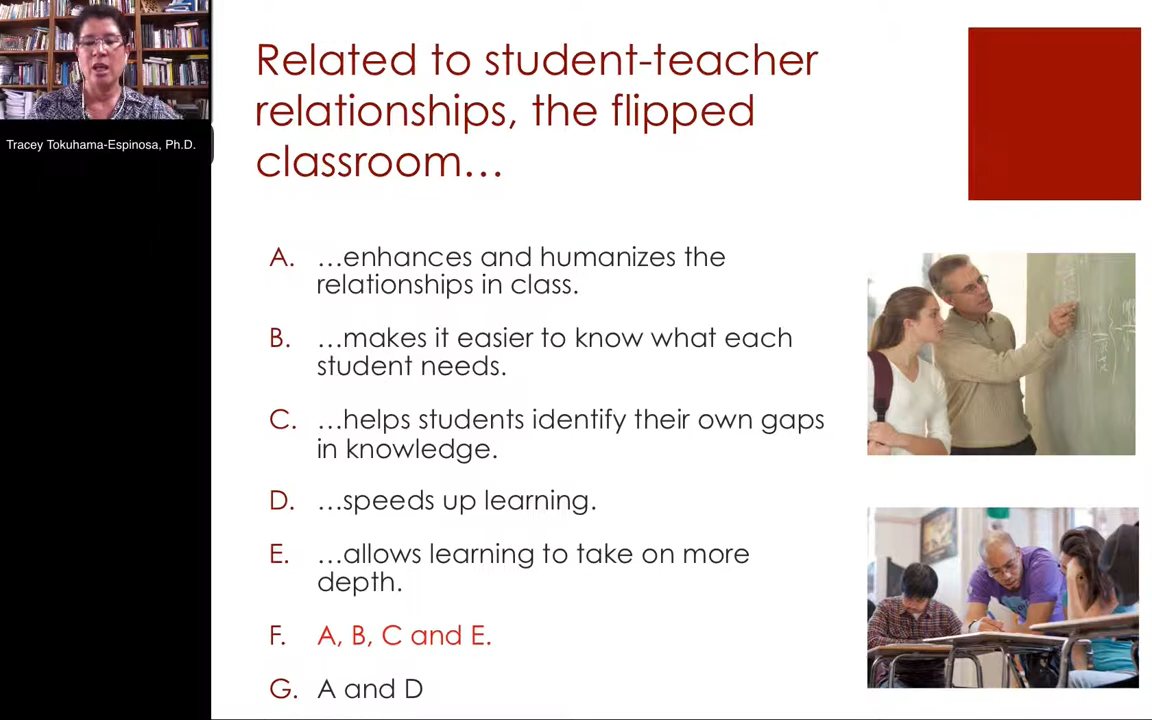 Related to student-teacher
relationships, the flipped
classroom…
Tracey Tokuhama-Espinosa, Ph.D.
A. …enhances and humanizes the
relationships in class.
B. …makes it easier to know what each
student needs.
C. …helps students identify their own gaps
in knowledge.
D. …speeds up learning.
E. …allows learning to take on more
depth.
F. A, B, C and E.
G. A and D